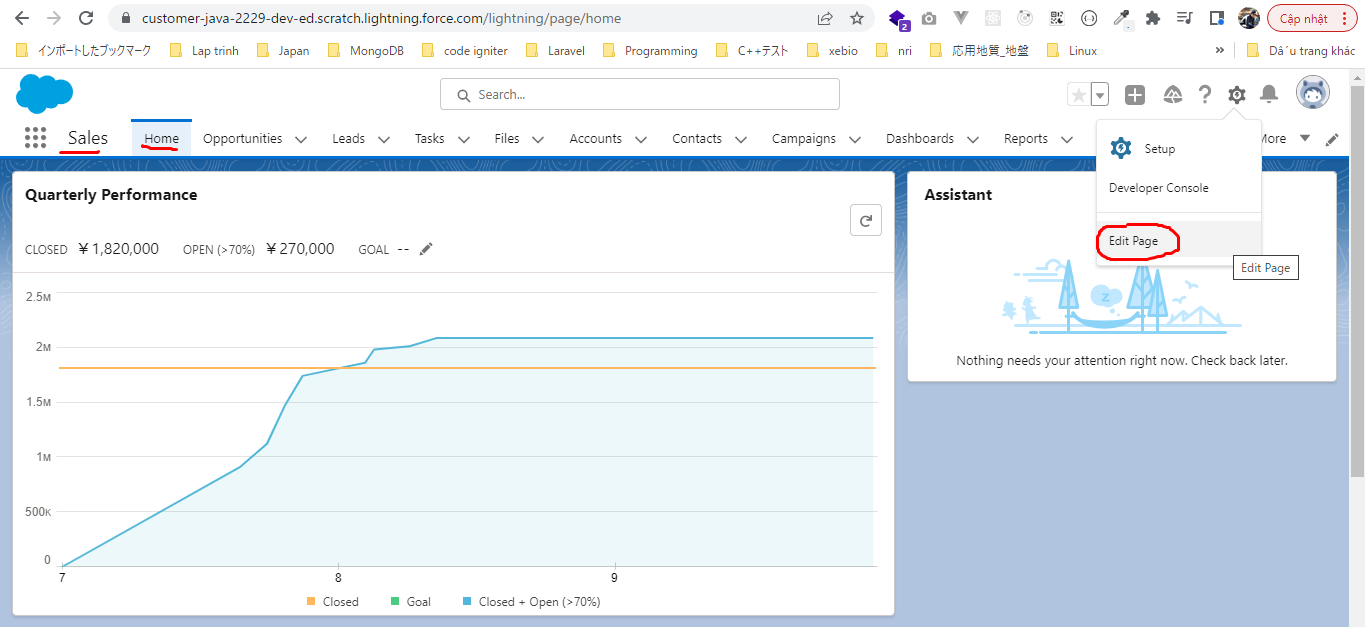 customer-java-2229-dev-ed.scratch.lightning.force.com/lightning/page/home
2
Cập nhật
インポートしたブックマーク Lap trinh Japan MongoDB code igniter Laravel Programming C++テスト xebio nri 応用地質_地盤 Linux » Dấu trang khác
Search...
Sales Home Opportunities Leads Tasks Files Accounts Contacts Campaigns Dashboards Reports More
Setup
Developer Console
Edit Page
Edit Page
Quarterly Performance
CLOSED ¥1,820,000 OPEN (>70%) ¥270,000 GOAL --
2.5M
2M
1.5M
1M
500K
0
7 8 9
Closed Goal Closed + Open (>70%)
Assistant
z
Nothing needs your attention right now. Check back later.